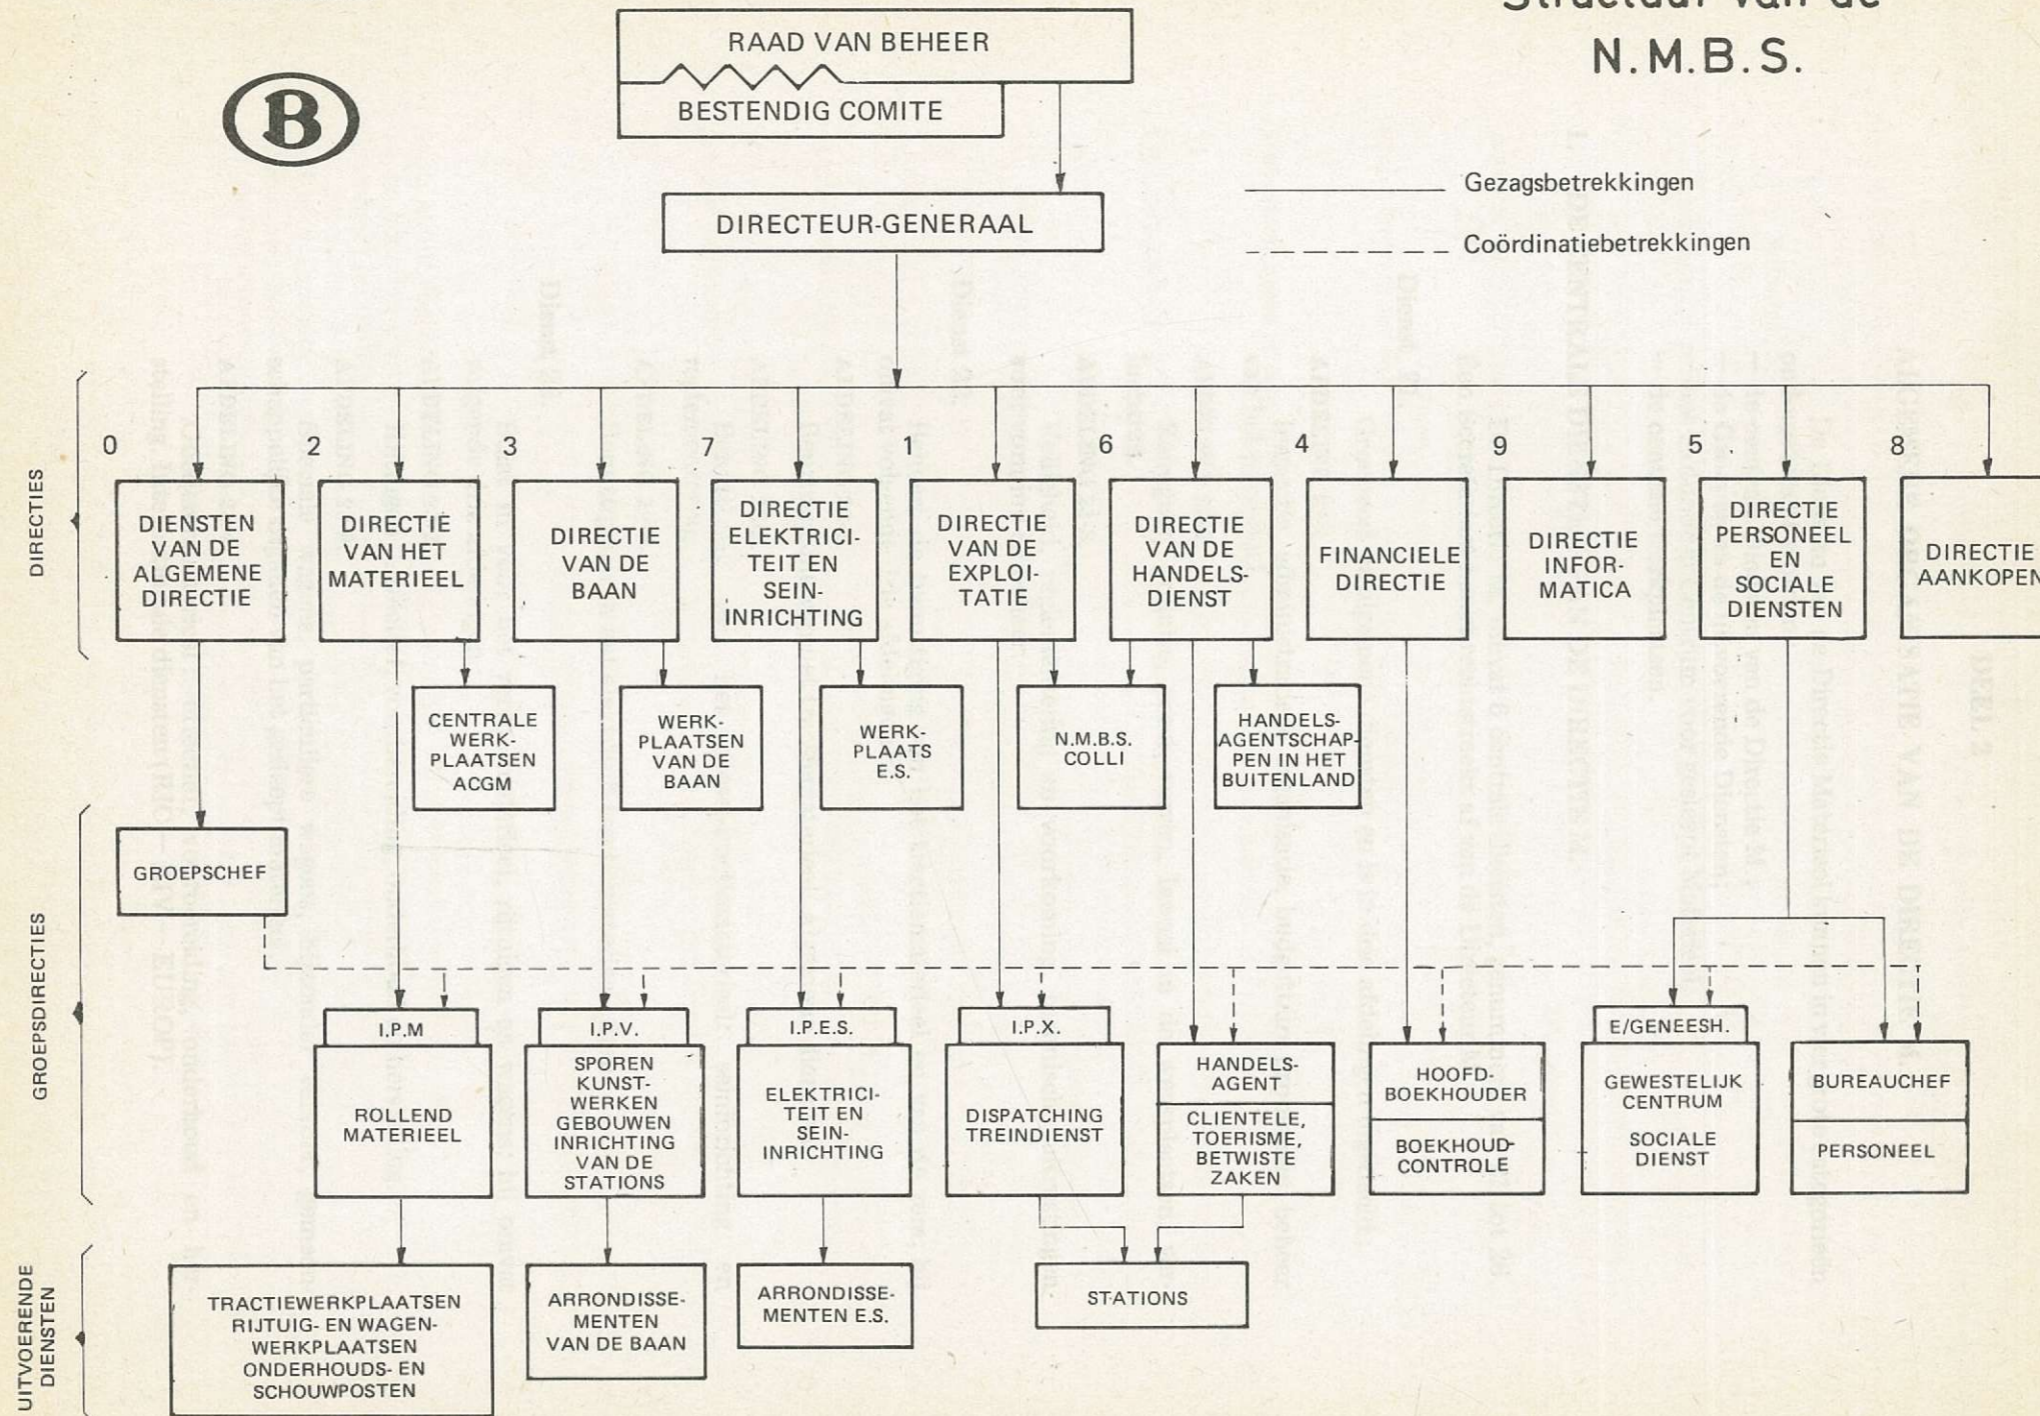 Structuur van de
N.M.B.S.
RAAD VAN BEHEER
BESTENDIG COMITE
B
DIRECTEUR-GENERAAL
Gezagsbetrekkingen
Coördinatiebetrekkingen
DIRECTIES
0
2
3
7
1
6
4
9
5
8
DIENSTEN
VAN DE
ALGEMENE
DIRECTIE
DIRECTIE
VAN HET
MATERIEEL
DIRECTIE
VAN DE
BAAN
DIRECTIE
ELEKTRICI-
TEIT EN
SEIN-
INRICHTING
DIRECTIE
VAN DE
EXPLOI-
TATIE
DIRECTIE
VAN DE
HANDELS-
DIENST
FINANCIELE
DIRECTIE
DIRECTIE
INFOR-
MATICA
DIRECTIE
PERSONEEL
EN
SOCIALE
DIENSTEN
DIRECTIE
AANKOPEN
CENTRALE
WERK-
PLAATSEN
ACGM
WERK-
PLAATSEN
VAN DE
BAAN
WERK-
PLAATS
E.S.
N.M.B.S.
COLLI
HANDELS-
AGENTSCHAP-
PEN IN HET
BUITENLAND
GROEPSDIRECTIES
GROEPSCHEF
I.P.M
ROLLEND
MATERIEEL
I.P.V.
SPOREN
KUNST-
WERKEN
GEBOUWEN
INRICHTING
VAN DE
STATIONS
I.P.E.S.
ELEKTRICI-
TEIT EN
SEIN-
INRICHTING
I.P.X.
DISPATCHING
TREINDIENST
HANDELS-
AGENT
CLIENTELE,
TOERISME,
BETWISTE
ZAKEN
HOOFD-
BOEKHOUDER
BOEKHOUD-
CONTROLE
E/GENEESH.
GEWESTELIJK
CENTRUM
SOCIALE
DIENST
BUREAUCHEF
PERSONEEL
UITVOERENDE
DIENSTEN
TRACTIEWERKPLAATSEN
RIJTUIG- EN WAGEN-
WERKPLAATSEN
ONDERHOUDS- EN
SCHOUWPOSTEN
ARRONDISSE-
MENTEN
VAN DE BAAN
ARRONDISSE-
MENTEN E.S.
STATIONS